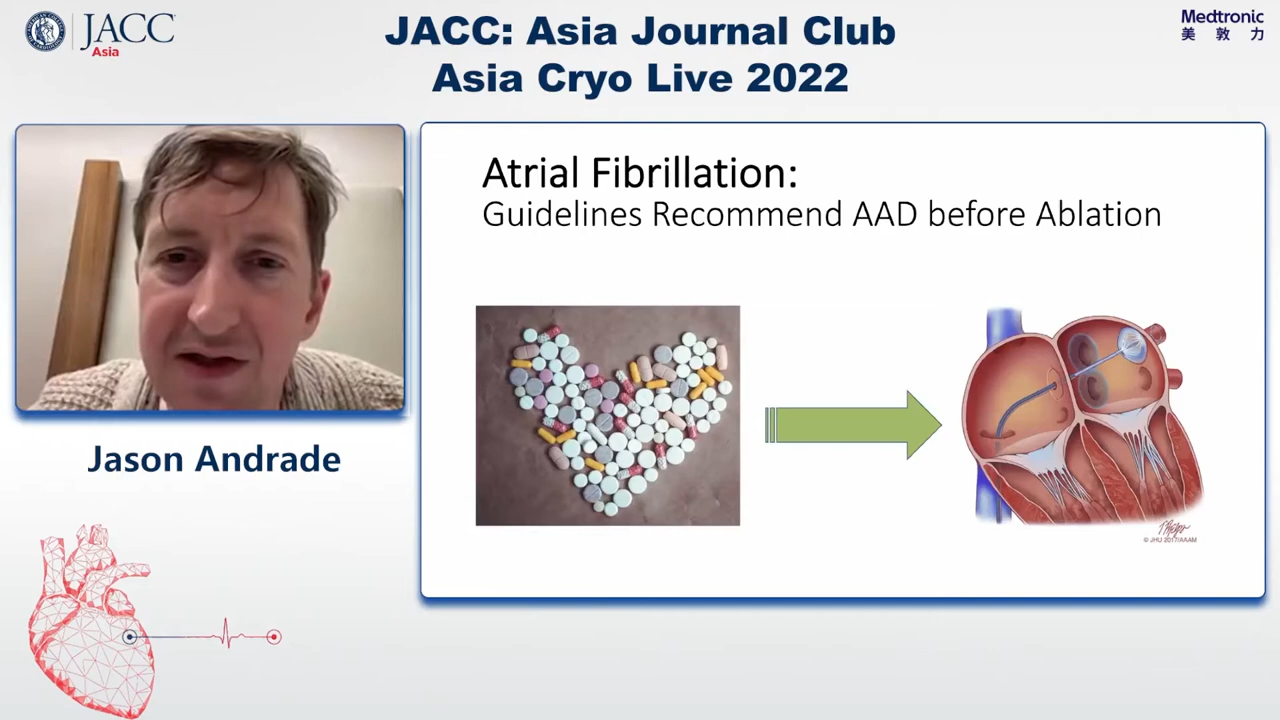 JACC
Asia
JACC: Asia Journal Club
Asia Cryo Live 2022
Medtronic
美敦力
Atrial Fibrillation:
Guidelines Recommend AAD before Ablation
Jason Andrade
© JHU 2017/AAAM